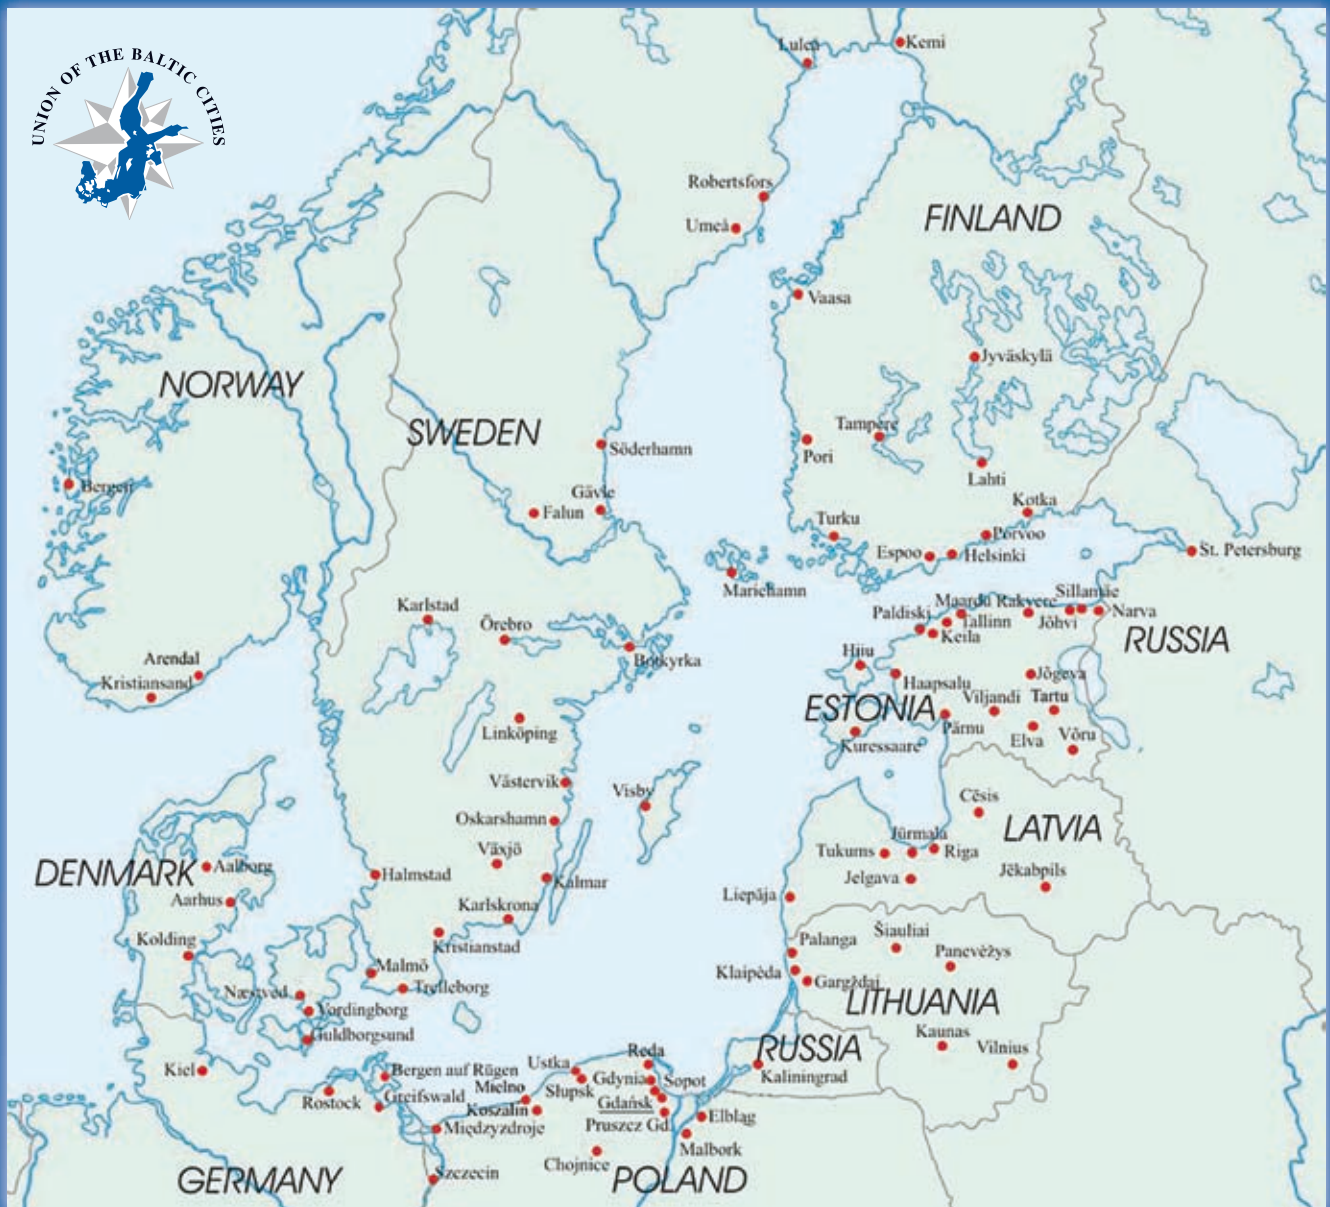 UNION OF THE BALTIC CITIES
Luleå
Kemi
Robertsfors
Umeå
FINLAND
Vaasa
Jyväskylä
NORWAY
SWEDEN
Tampere
Söderhamn
Pori
Lahti
Bergen
Gävle
Falun
Kotka
Turku
Porvoo
Espoo
Helsinki
St. Petersburg
Mariehamn
Sillamäe
Maardu
Rakvere
Karlstad
Paldiski
Tallinn
Jõhvi
Narva
Örebro
Keila
RUSSIA
Hiiu
Botkyrka
Arendal
Jõgeva
Kristiansand
Haapsalu
Viljandi
Tartu
ESTONIA
Linköping
Pärnu
Elva
Võru
Kuressaare
Västervik
Visby
Cēsis
Oskarshamn
LATVIA
Jūrmala
Växjö
Tukums
Riga
DENMARK
Aalborg
Halmstad
Jelgava
Jēkabpils
Kalmar
Liepāja
Aarhus
Karlskrona
Šiauliai
Kolding
Kristianstad
Palanga
Panevėžys
Malmö
Klaipėda
Gargždai
Næstved
Trelleborg
LITHUANIA
Vordingborg
Guldborgsund
Kaunas
RUSSIA
Vilnius
Reda
Kiel
Bergen auf Rügen
Ustka
Kaliningrad
Gdynia
Sopot
Mielno
Słupsk
Greifswald
Rostock
Gdańsk
Koszalin
Elbląg
Pruszcz Gd.
Międzyzdroje
Malbork
Chojnice
Szczecin
GERMANY
POLAND